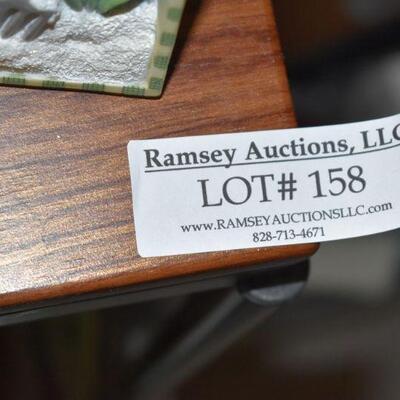 Ramsey Auctions, LLC
LOT# 158
www.RAMSEYAUCTIONSLLC.com
828-713-4671